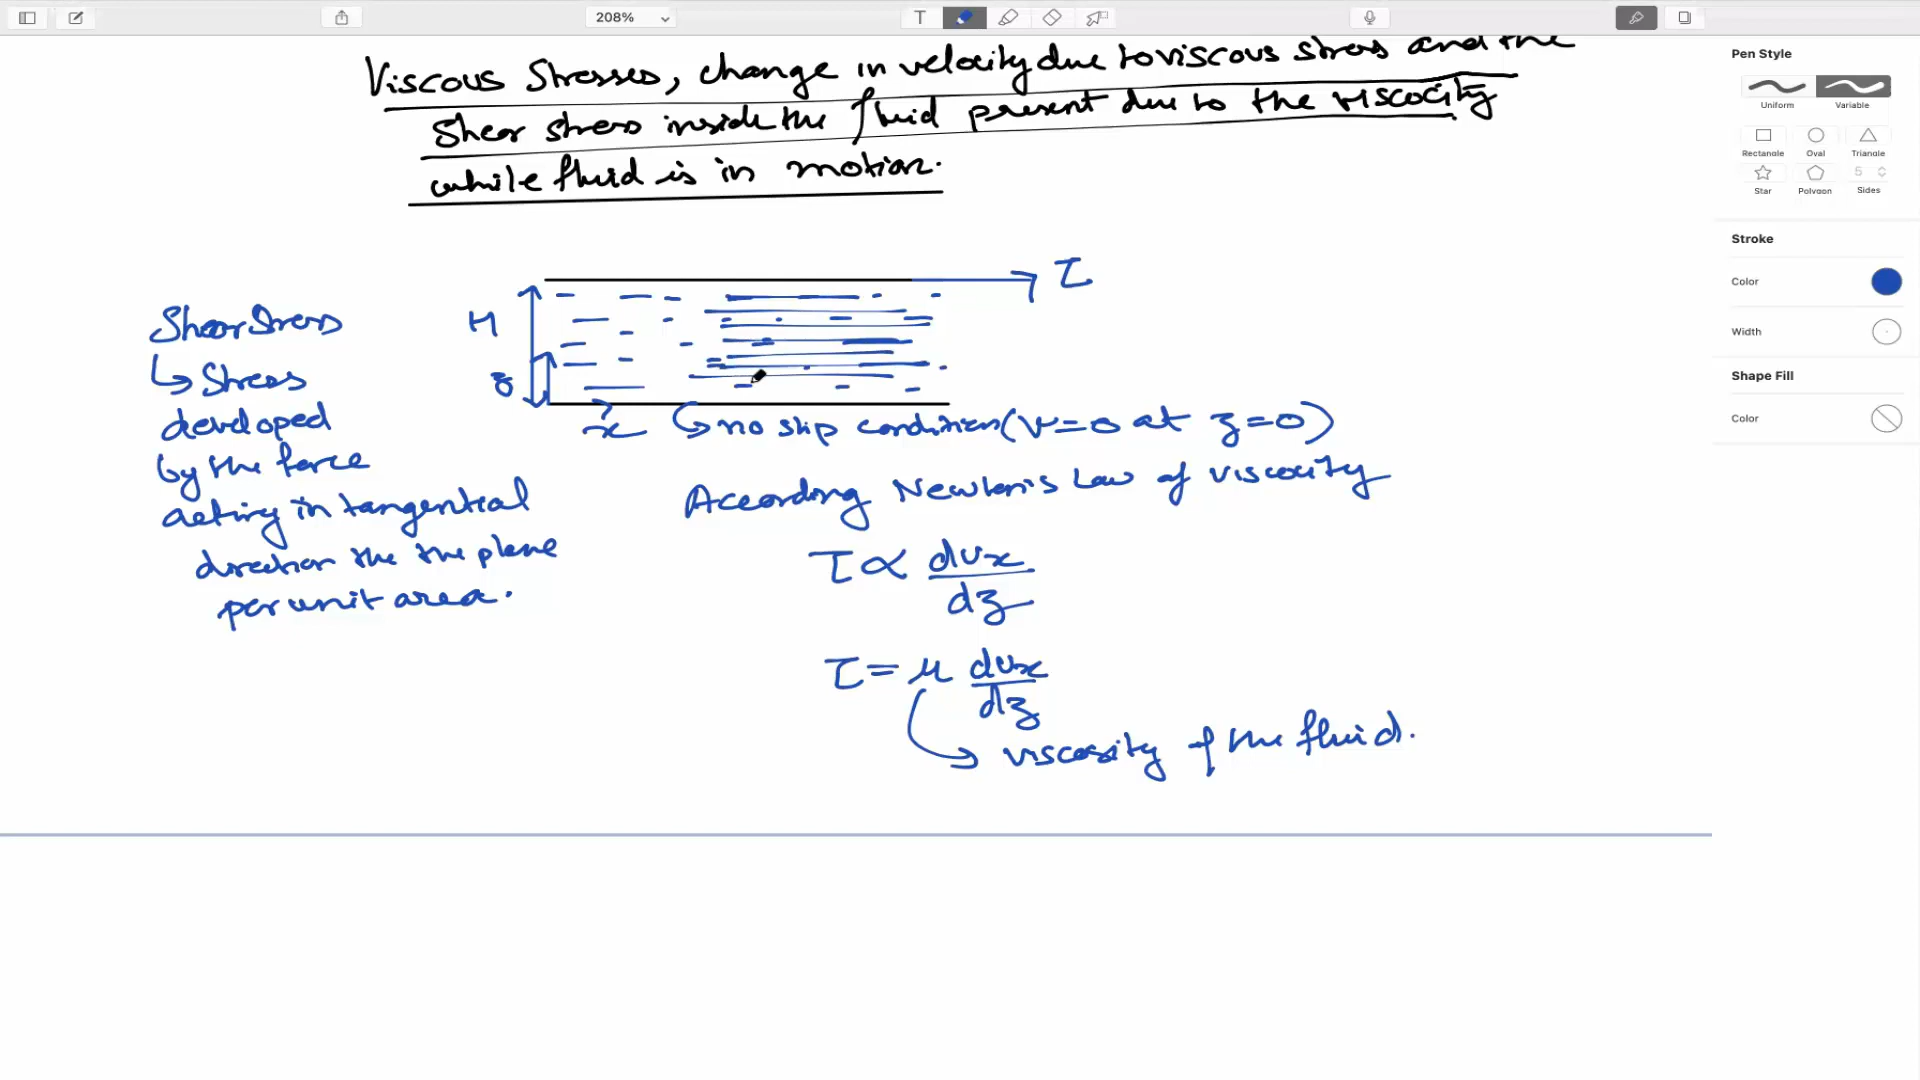 208%
T
Pen Style
Uniform Variable
Rectangle Oval Triangle
5
Star Polygon Sides
Stroke
Color
Width
Shape Fill
Color
Viscous Stresses, change in velocity due to viscous stress and the
Shear stress inside the fluid present due to the viscocity
while fluid is in motion.
τ
H
z
x
Shear Stress
↳ Stress
developed
by the force
acting in tangential
direction the the plane
per unit area.
↳ no slip condition (v=0 at z=0)
According Newton's Law of viscocity
τ ∝ dvx/dz
τ = μ dvx/dz
→ viscosity of the fluid.